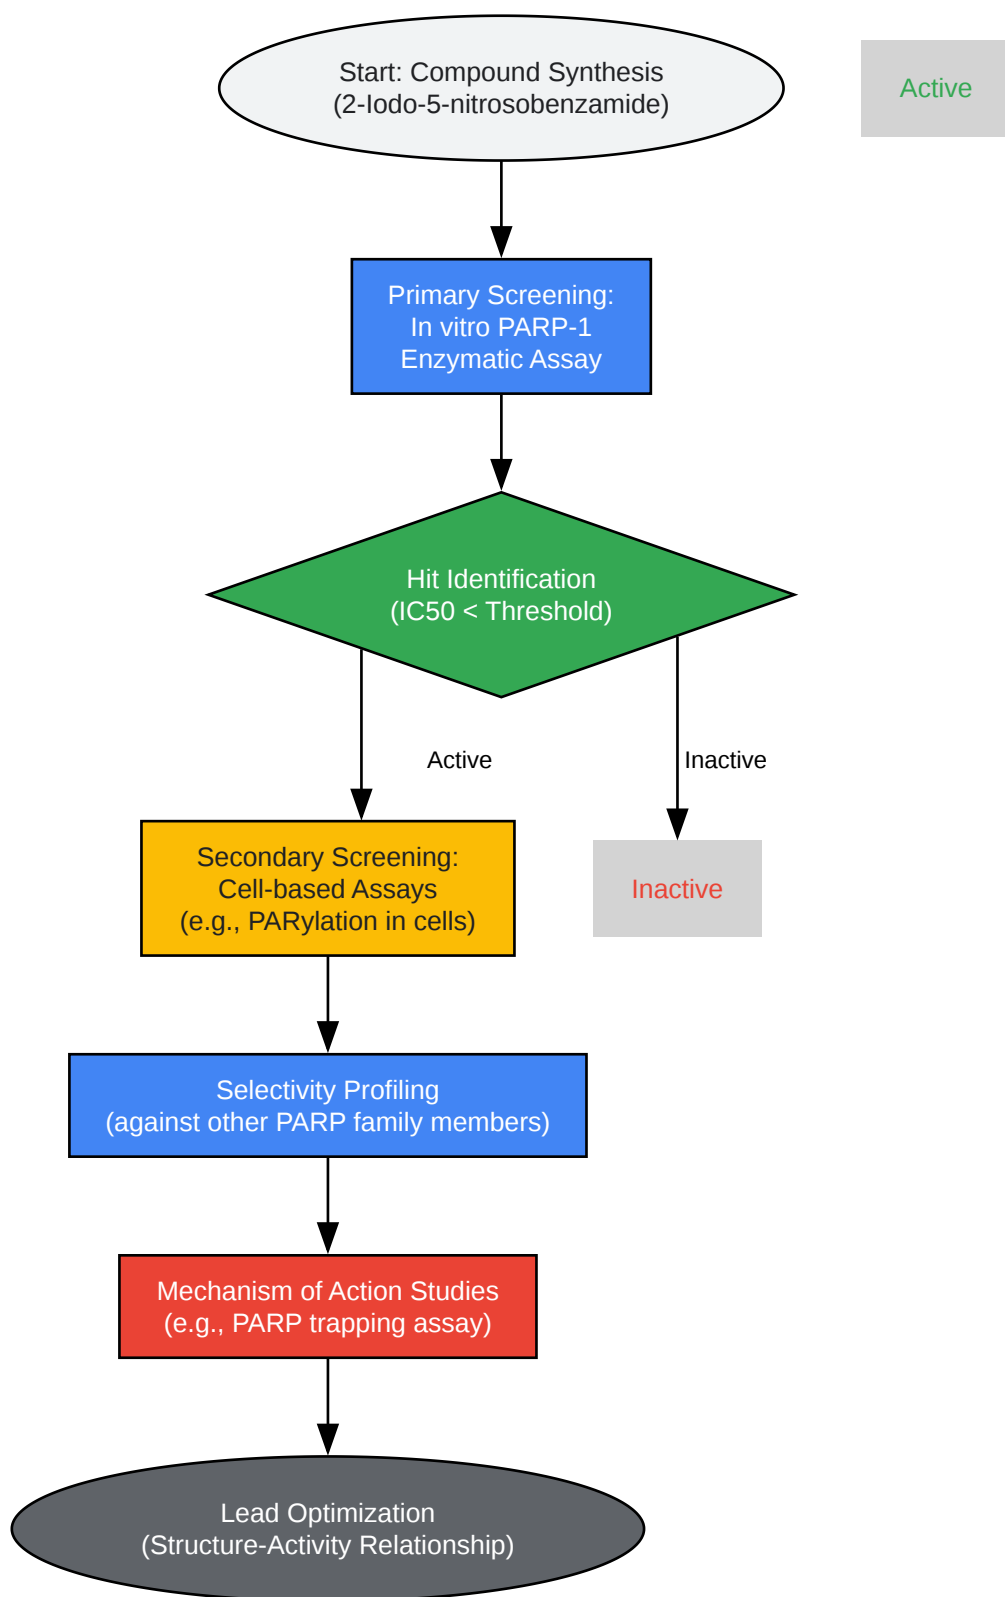 Start: Compound Synthesis
(2-Iodo-5-nitrosobenzamide)
Active
Primary Screening:
In vitro PARP-1
Enzymatic Assay
Hit Identification
(IC50 < Threshold)
Active
Inactive
Secondary Screening:
Cell-based Assays
(e.g., PARylation in cells)
Inactive
Selectivity Profiling
(against other PARP family members)
Mechanism of Action Studies
(e.g., PARP trapping assay)
Lead Optimization
(Structure-Activity Relationship)